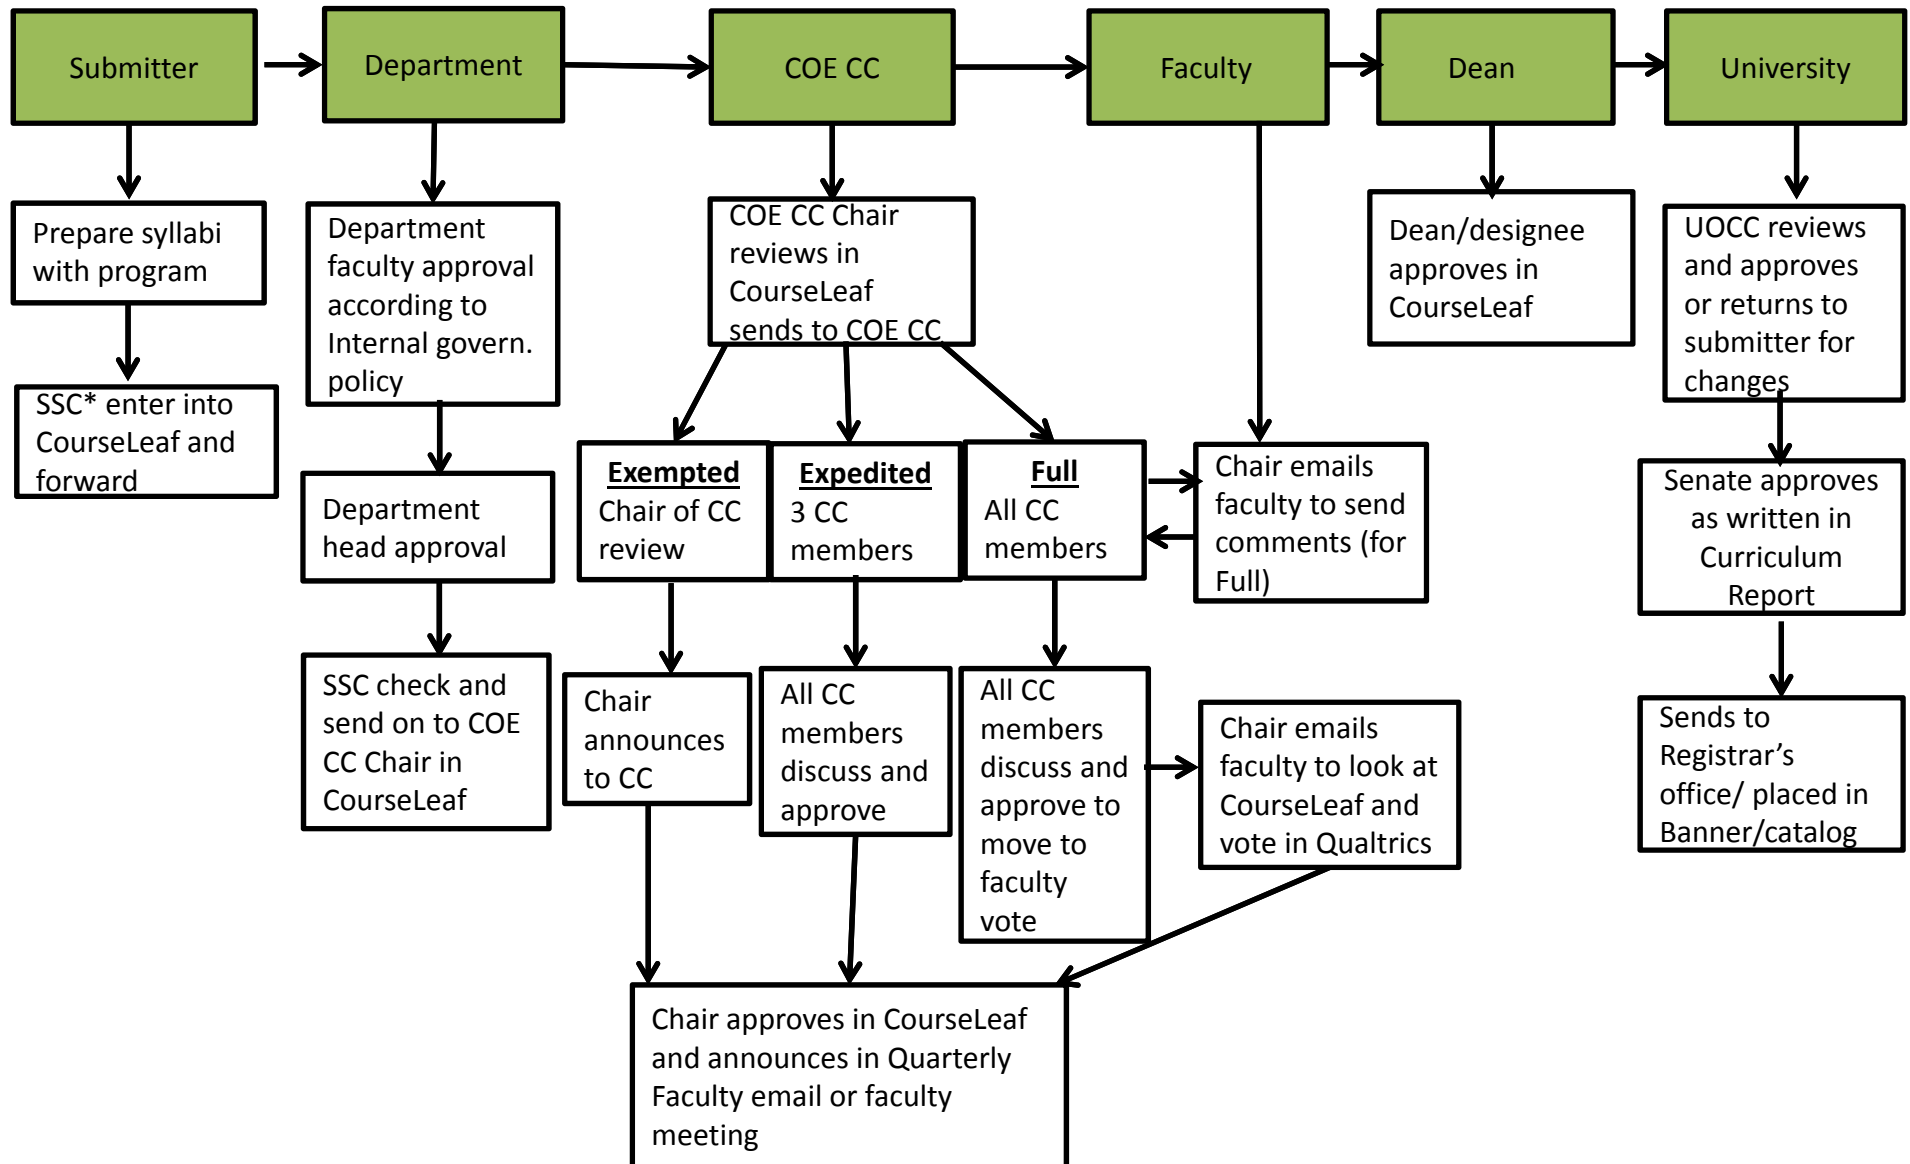 Submitter
Department
COE CC
Faculty
Dean
University
Prepare syllabi
with program
SSC* enter into
CourseLeaf and
forward
Department
faculty approval
according to
Internal govern.
policy
Department
head approval
SSC check and
send on to COE
CC Chair in
CourseLeaf
COE CC Chair
reviews in
CourseLeaf
sends to COE CC
Exempted
Chair of CC
review
Expedited
3 CC
members
Full
All CC
members
Chair
announces
to CC
All CC
members
discuss and
approve
All CC
members
discuss and
approve to
move to
faculty
vote
Chair emails
faculty to send
comments (for
Full)
Chair emails
faculty to look at
CourseLeaf and
vote in Qualtrics
Chair approves in CourseLeaf
and announces in Quarterly
Faculty email or faculty
meeting
Dean/designee
approves in
CourseLeaf
UOCC reviews
and approves
or returns to
submitter for
changes
Senate approves
as written in
Curriculum
Report
Sends to
Registrar’s
office/ placed in
Banner/catalog